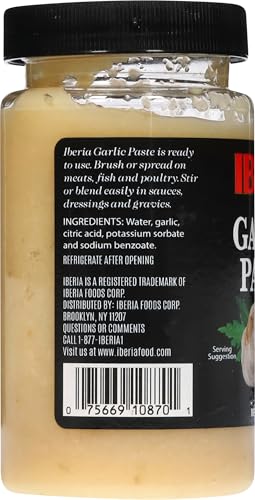 Iberia Garlic Paste is ready
to use. Brush or spread on
meats, fish and poultry. Stir
or blend easily in sauces,
dressings and gravies.
INGREDIENTS: Water, garlic,
citric acid, potassium sorbate
and sodium benzoate.
REFRIGERATE AFTER OPENING
IBERIA IS A REGISTERED TRADEMARK OF
IBERIA FOODS CORP.
DISTRIBUTED BY: IBERIA FOODS CORP.
BROOKLYN, NY 11207
QUESTIONS OR COMMENTS
CALL 1-877-IBERIA1
Visit us at www.iberiafood.com
0 75669 10870 1
IB
GA
PA
Serving
Suggestion